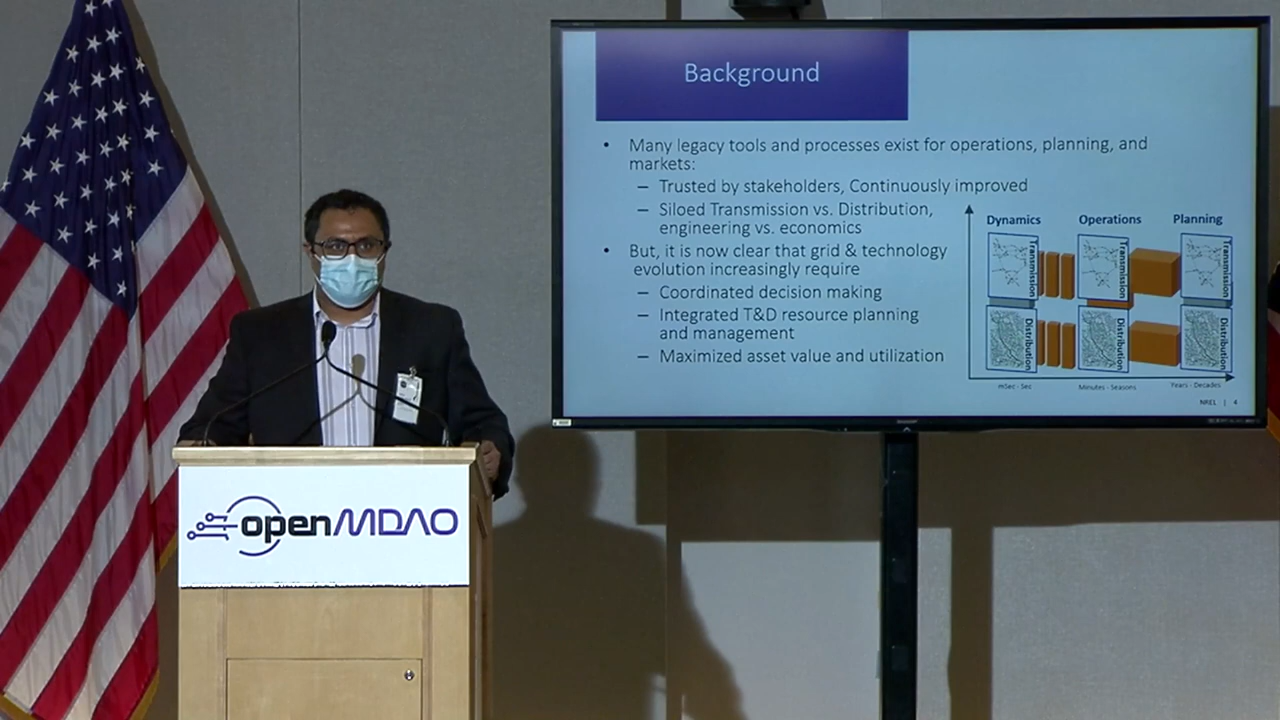 Background
• Many legacy tools and processes exist for operations, planning, and
markets:
– Trusted by stakeholders, Continuously improved
– Siloed Transmission vs. Distribution,
engineering vs. economics
• But, it is now clear that grid & technology
evolution increasingly require
– Coordinated decision making
– Integrated T&D resource planning
and management
– Maximized asset value and utilization
Dynamics Operations Planning
Transmission Transmission Transmission
Distribution Distribution Distribution
mSec - Sec Minutes - Seasons Years - Decades
NREL | 4
openMDAO